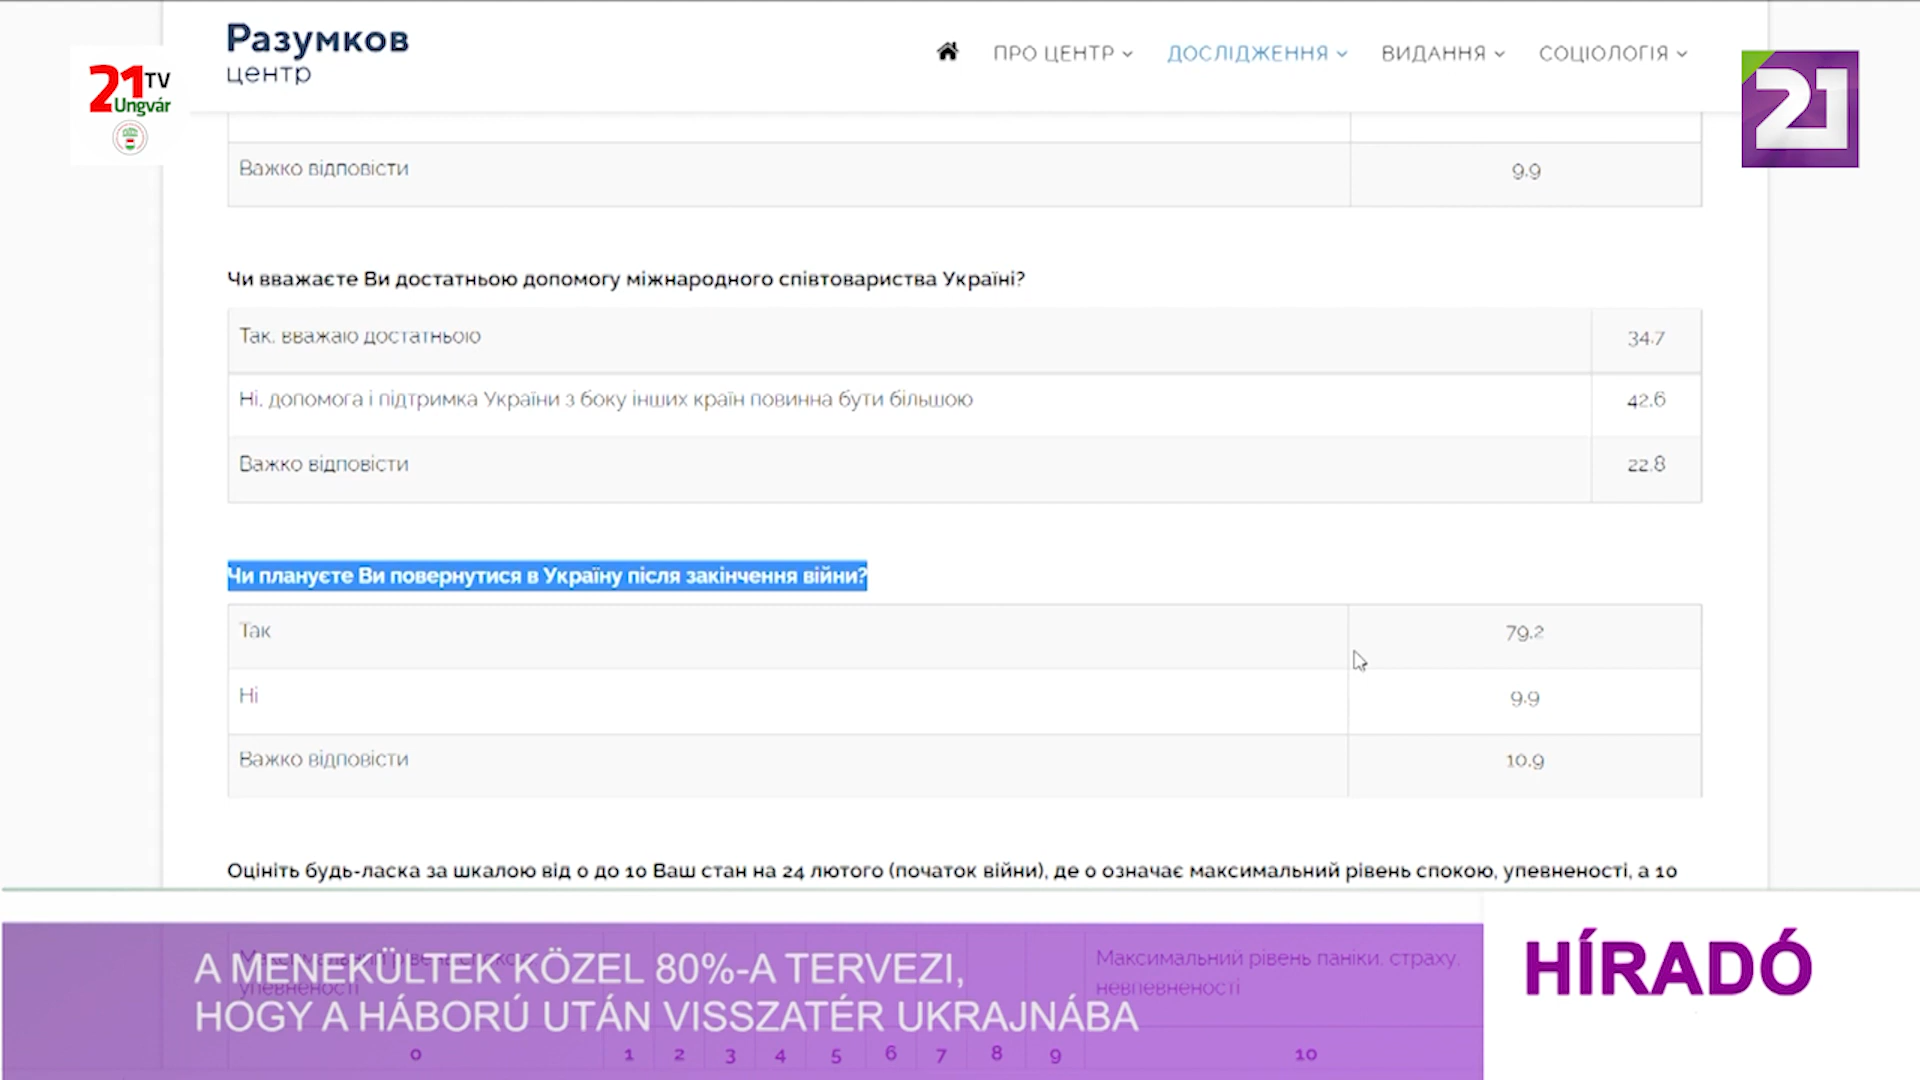 Разумков
центр
ПРО ЦЕНТР
ДОСЛІДЖЕННЯ
ВИДАННЯ
СОЦІОЛОГІЯ
21 TV
Ungvár
21
Важко відповісти 9.9
Чи вважаєте Ви достатньою допомогу міжнародного співтовариства Україні?
Так, вважаю достатньою 34.7
Ні, допомога і підтримка України з боку інших країн повинна бути більшою 42.6
Важко відповісти 22.8
Чи плануєте Ви повернутися в Україну після закінчення війни?
Так 79.2
Ні 9.9
Важко відповісти 10.9
Оцініть будь-ласка за шкалою від 0 до 10 Ваш стан на 24 лютого (початок війни), де 0 означає максимальний рівень спокою, упевненості, а 10
A MENEKÜLTEK KÖZEL 80%-A TERVEZI,
HOGY A HÁBORÚ UTÁN VISSZATÉR UKRAJNÁBA
HÍRADÓ
Максимальний рівень паніки, страху,
невпевненості
0 1 2 3 4 5 6 7 8 9 10